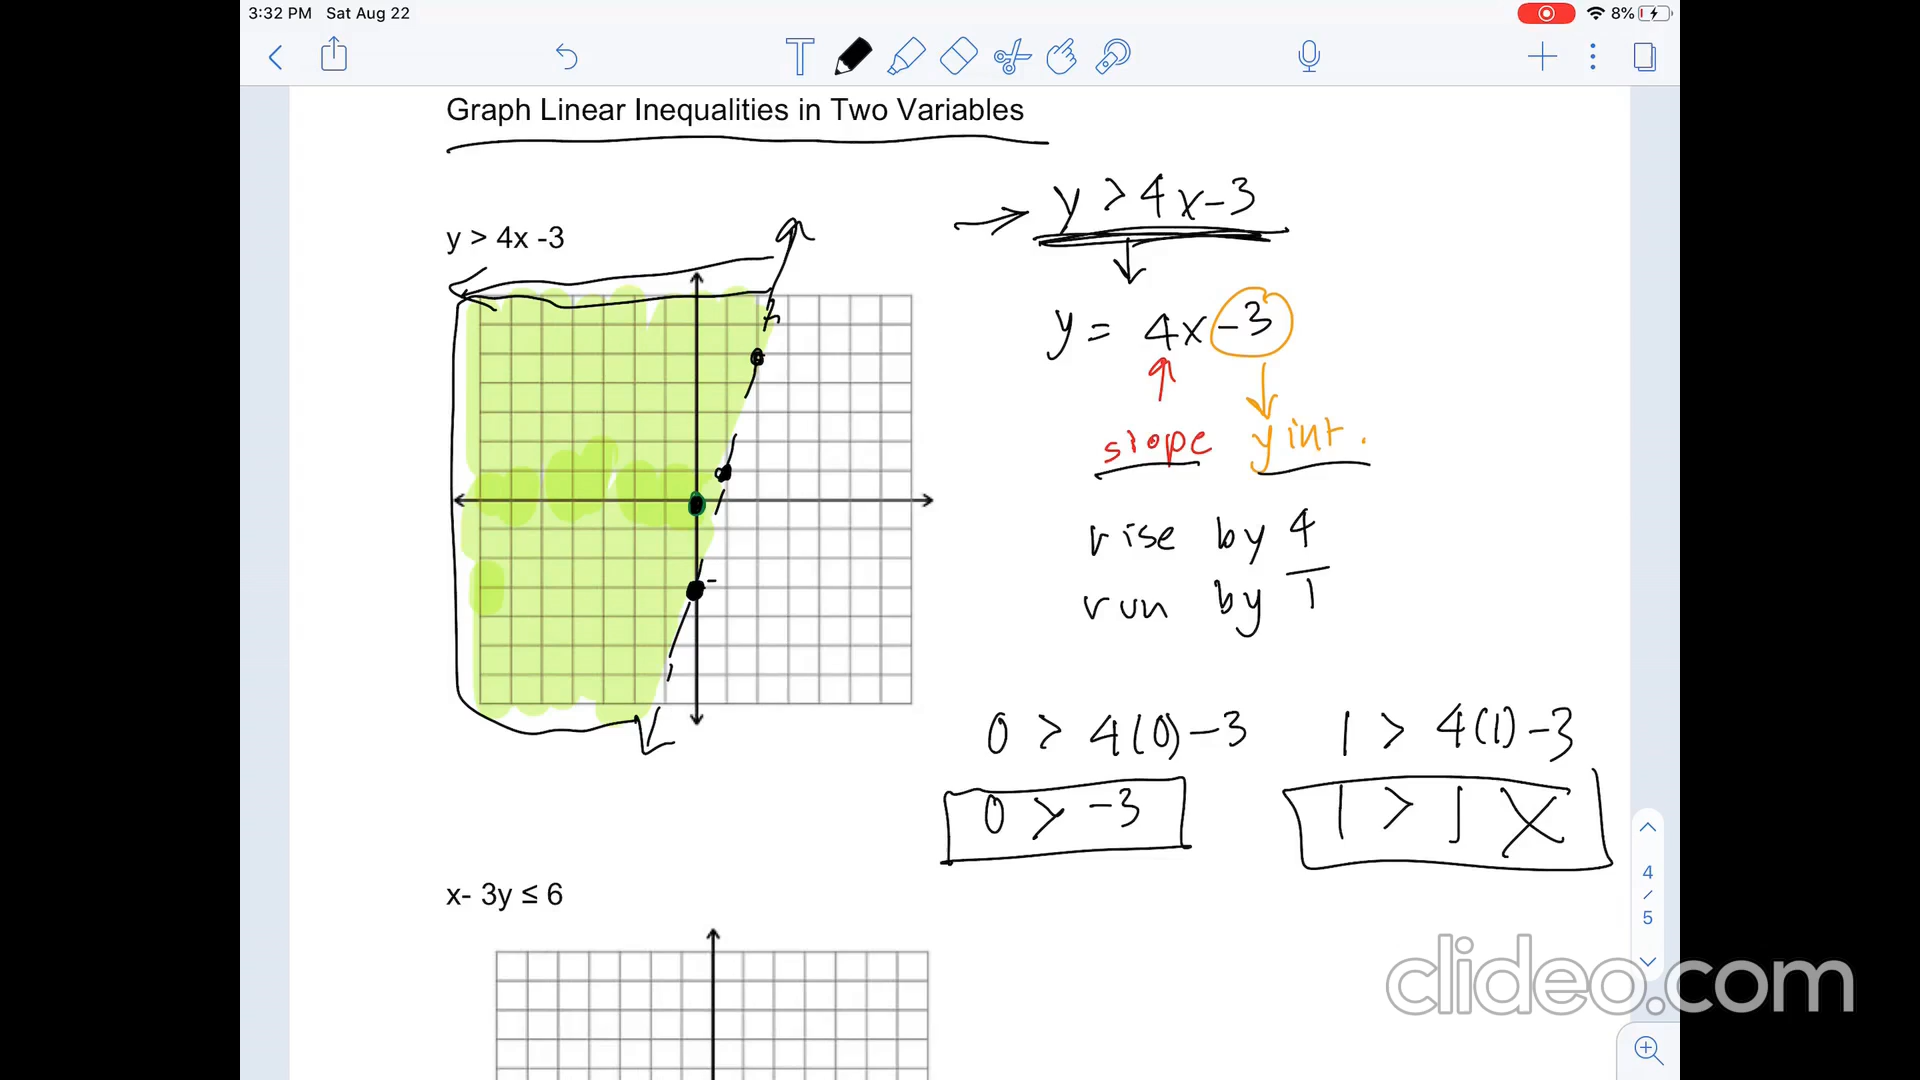 3:32 PM Sat Aug 22
8%
T
Graph Linear Inequalities in Two Variables
y > 4x -3
y > 4x-3
y = 4x -3
slope y int.
rise by 4
run by 1
0 > 4(0) -3
1 > 4(1) -3
0 > -3
1 > 1 X
x- 3y ≤ 6
4
/
5
clideo.com